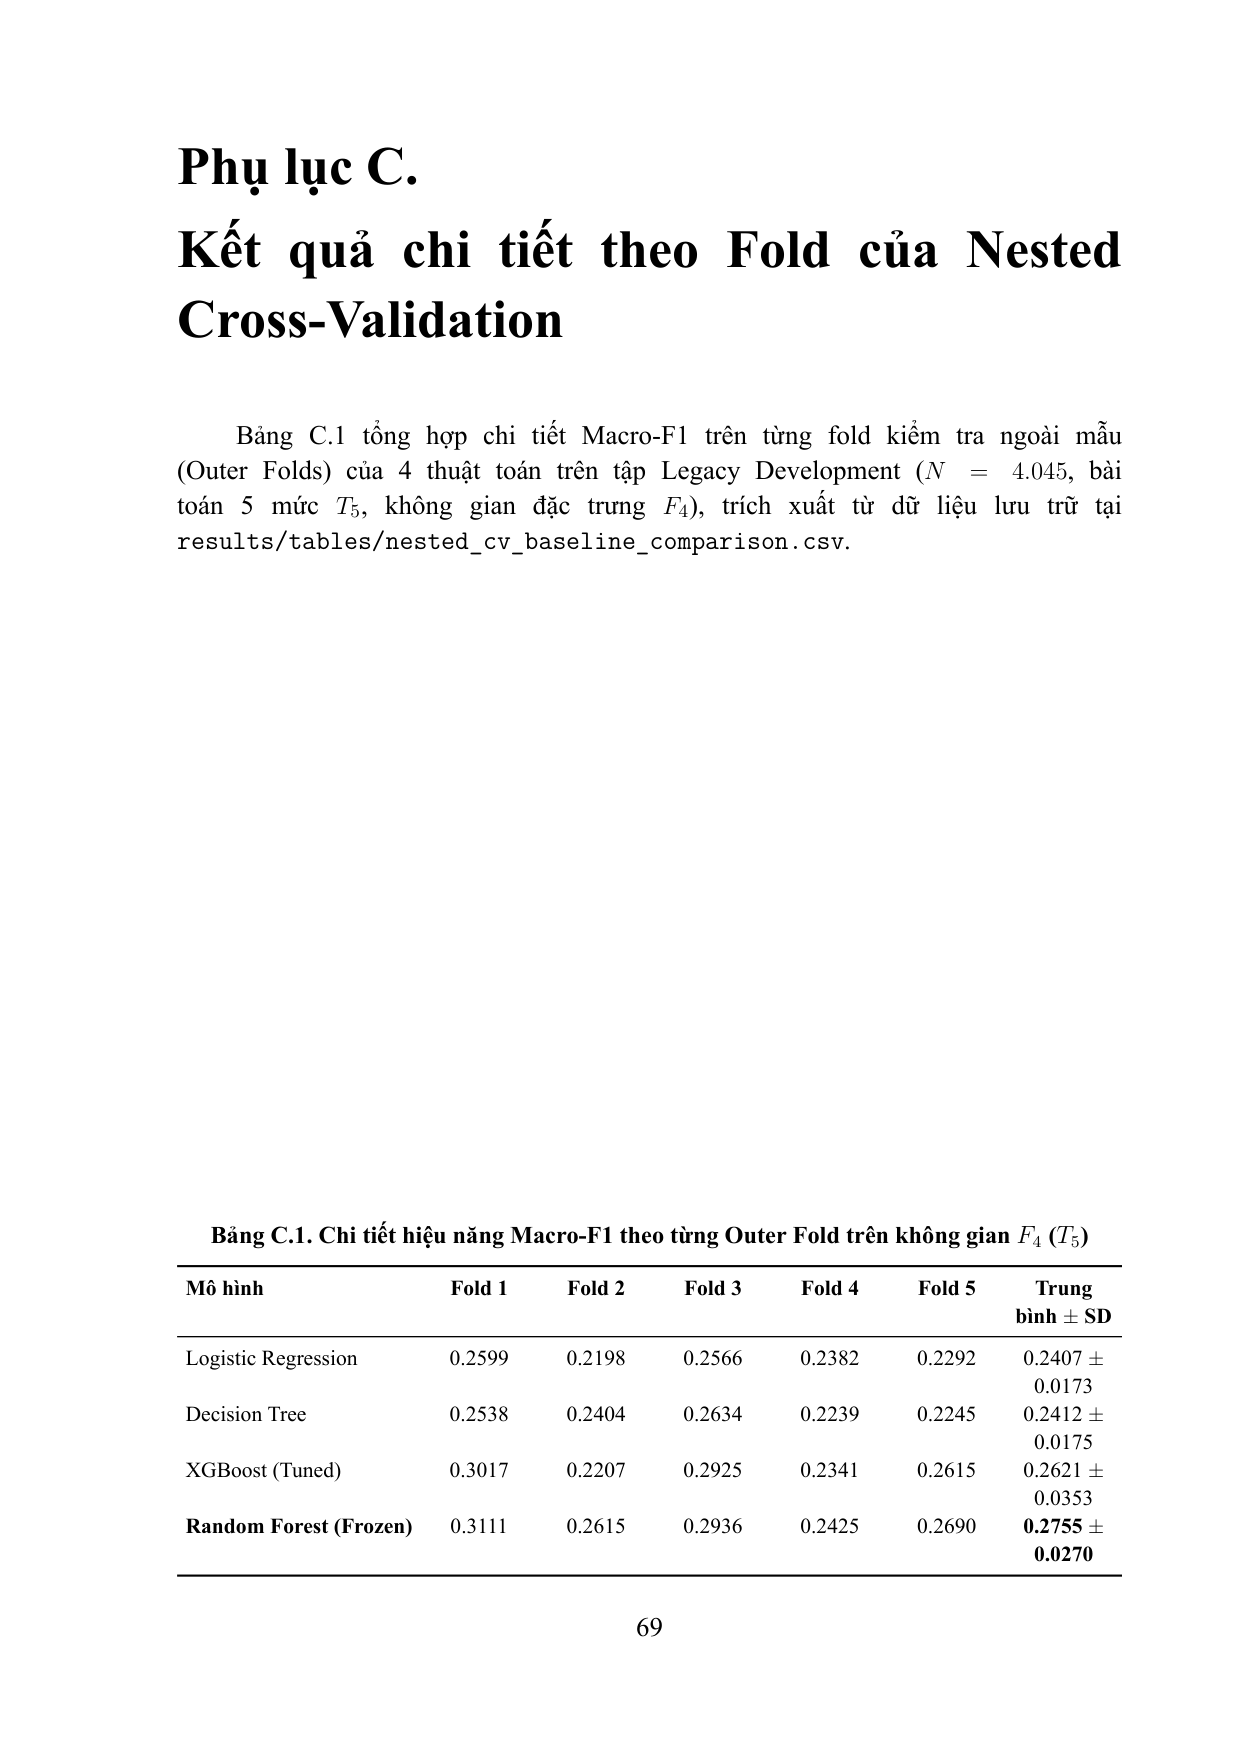 Phụ lục C.
Kết quả chi tiết theo Fold của Nested
Cross-Validation
Bảng C.1 tổng hợp chi tiết Macro-F1 trên từng fold kiểm tra ngoài mẫu
(Outer Folds) của 4 thuật toán trên tập Legacy Development (N = 4.045, bài
toán 5 mức T₅, không gian đặc trưng F₄), trích xuất từ dữ liệu lưu trữ tại
results/tables/nested_cv_baseline_comparison.csv.
Bảng C.1. Chi tiết hiệu năng Macro-F1 theo từng Outer Fold trên không gian F₄ (T₅)
Mô hình Fold 1 Fold 2 Fold 3 Fold 4 Fold 5 Trung
bình ± SD
Logistic Regression 0.2599 0.2198 0.2566 0.2382 0.2292 0.2407 ±
0.0173
Decision Tree 0.2538 0.2404 0.2634 0.2239 0.2245 0.2412 ±
0.0175
XGBoost (Tuned) 0.3017 0.2207 0.2925 0.2341 0.2615 0.2621 ±
0.0353
Random Forest (Frozen) 0.3111 0.2615 0.2936 0.2425 0.2690 0.2755 ±
0.0270
69